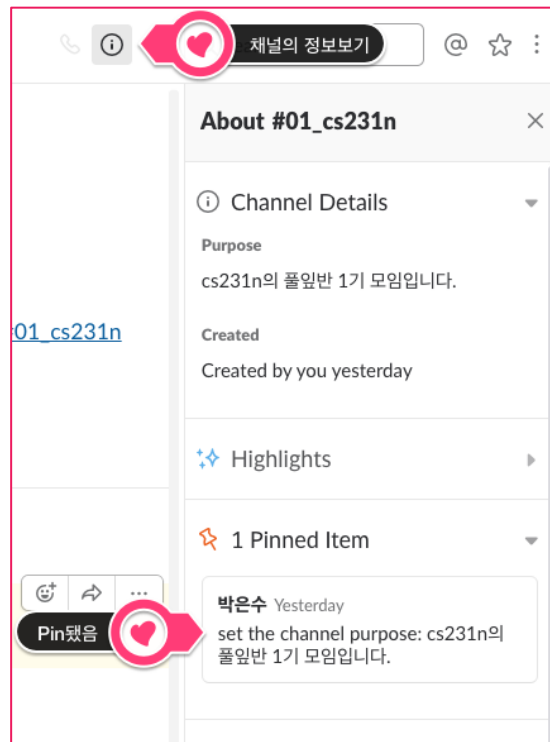 채널의 정보보기
About #01_cs231n
Channel Details
Purpose
cs231n의 풀잎반 1기 모임입니다.
Created
01_cs231n
Created by you yesterday
Highlights
1 Pinned Item
박은수 Yesterday
Pin됐음
set the channel purpose: cs231n의
풀잎반 1기 모임입니다.